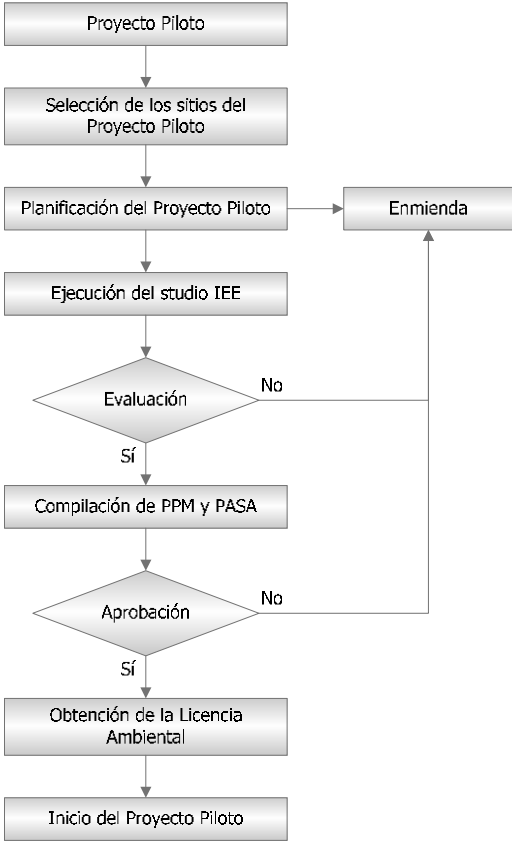 Proyecto Piloto
Selección de los sitios del
Proyecto Piloto
Planificación del Proyecto Piloto
Enmienda
Ejecución del studio IEE
Evaluación
No
Sí
Compilación de PPM y PASA
Aprobación
No
Sí
Obtención de la Licencia
Ambiental
Inicio del Proyecto Piloto